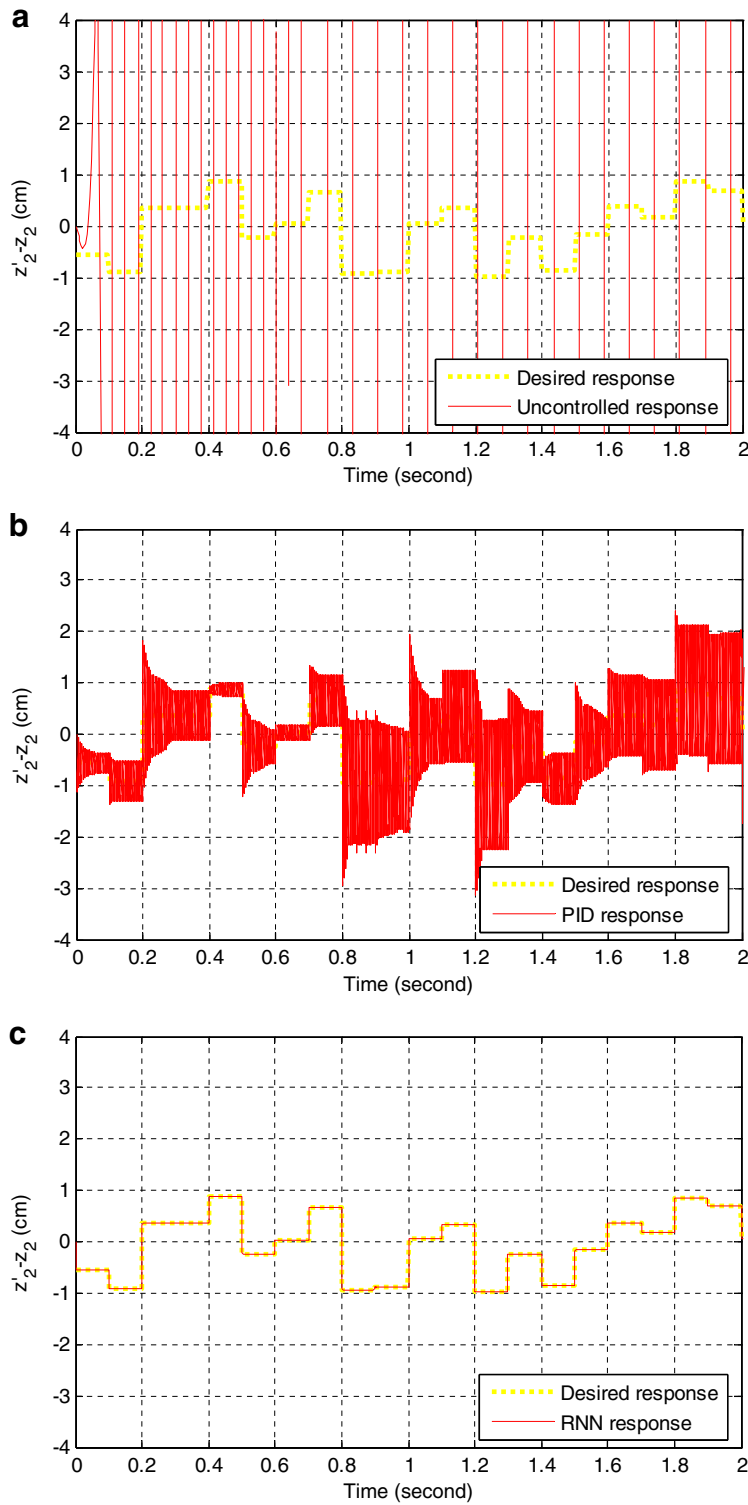 a
4
3
2
1
0
-1
-2
-3
-4
z'2-z2 (cm)
Desired response
Uncontrolled response
0 0.2 0.4 0.6 0.8 1 1.2 1.4 1.6 1.8 2
Time (second)
b
4
3
2
1
0
-1
-2
-3
-4
z'2-z2 (cm)
Desired response
PID response
0 0.2 0.4 0.6 0.8 1 1.2 1.4 1.6 1.8 2
Time (second)
c
4
3
2
1
0
-1
-2
-3
-4
z'2-z2 (cm)
Desired response
RNN response
0 0.2 0.4 0.6 0.8 1 1.2 1.4 1.6 1.8 2
Time (second)